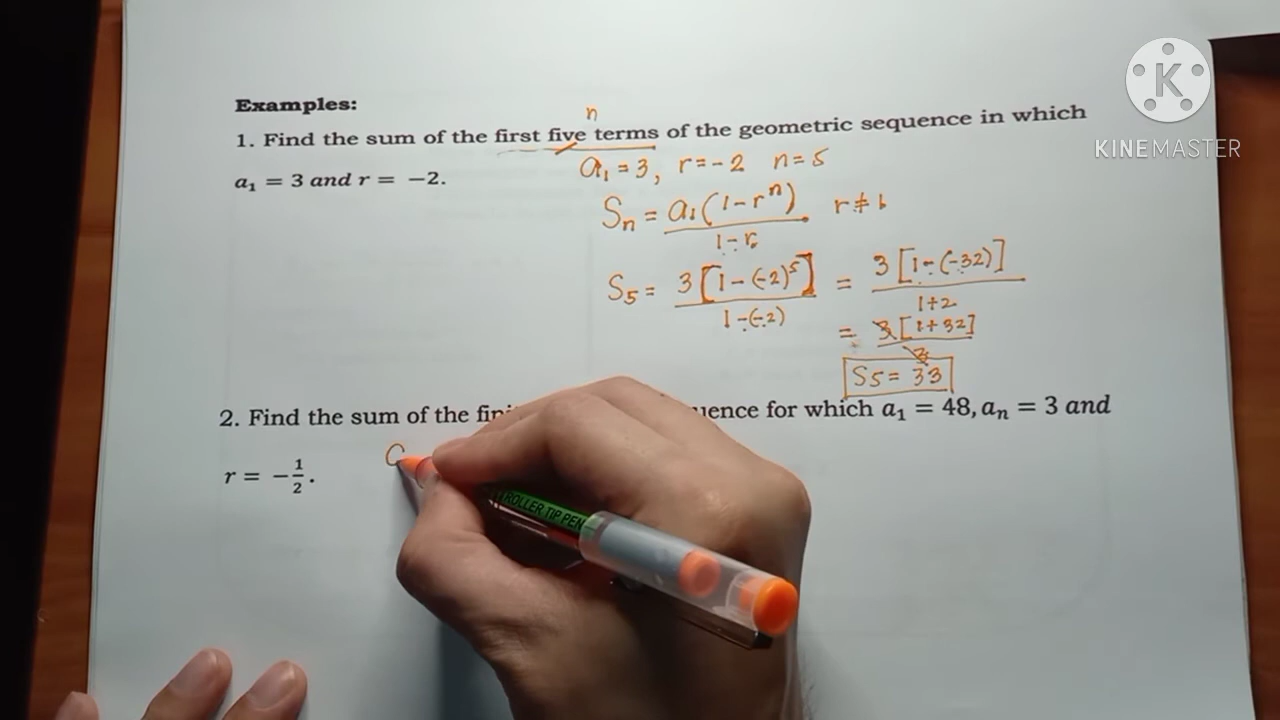 Examples:
n
1. Find the sum of the first five terms of the geometric sequence in which
a₁ = 3 and r = −2.
a₁ = 3, r = -2 n = 5
Sn = a₁(1-rⁿ) / 1-r r ≠ 1
S5 = 3[1-(-2)⁵] / 1-(-2) = 3[1-(-32)] / 1+2
= 3[1+32] / 3
S5 = 33
2. Find the sum of the uence for which a₁ = 48, aₙ = 3 and
r = −1/2.
K
KINEMASTER
ROLLER TIP PEN